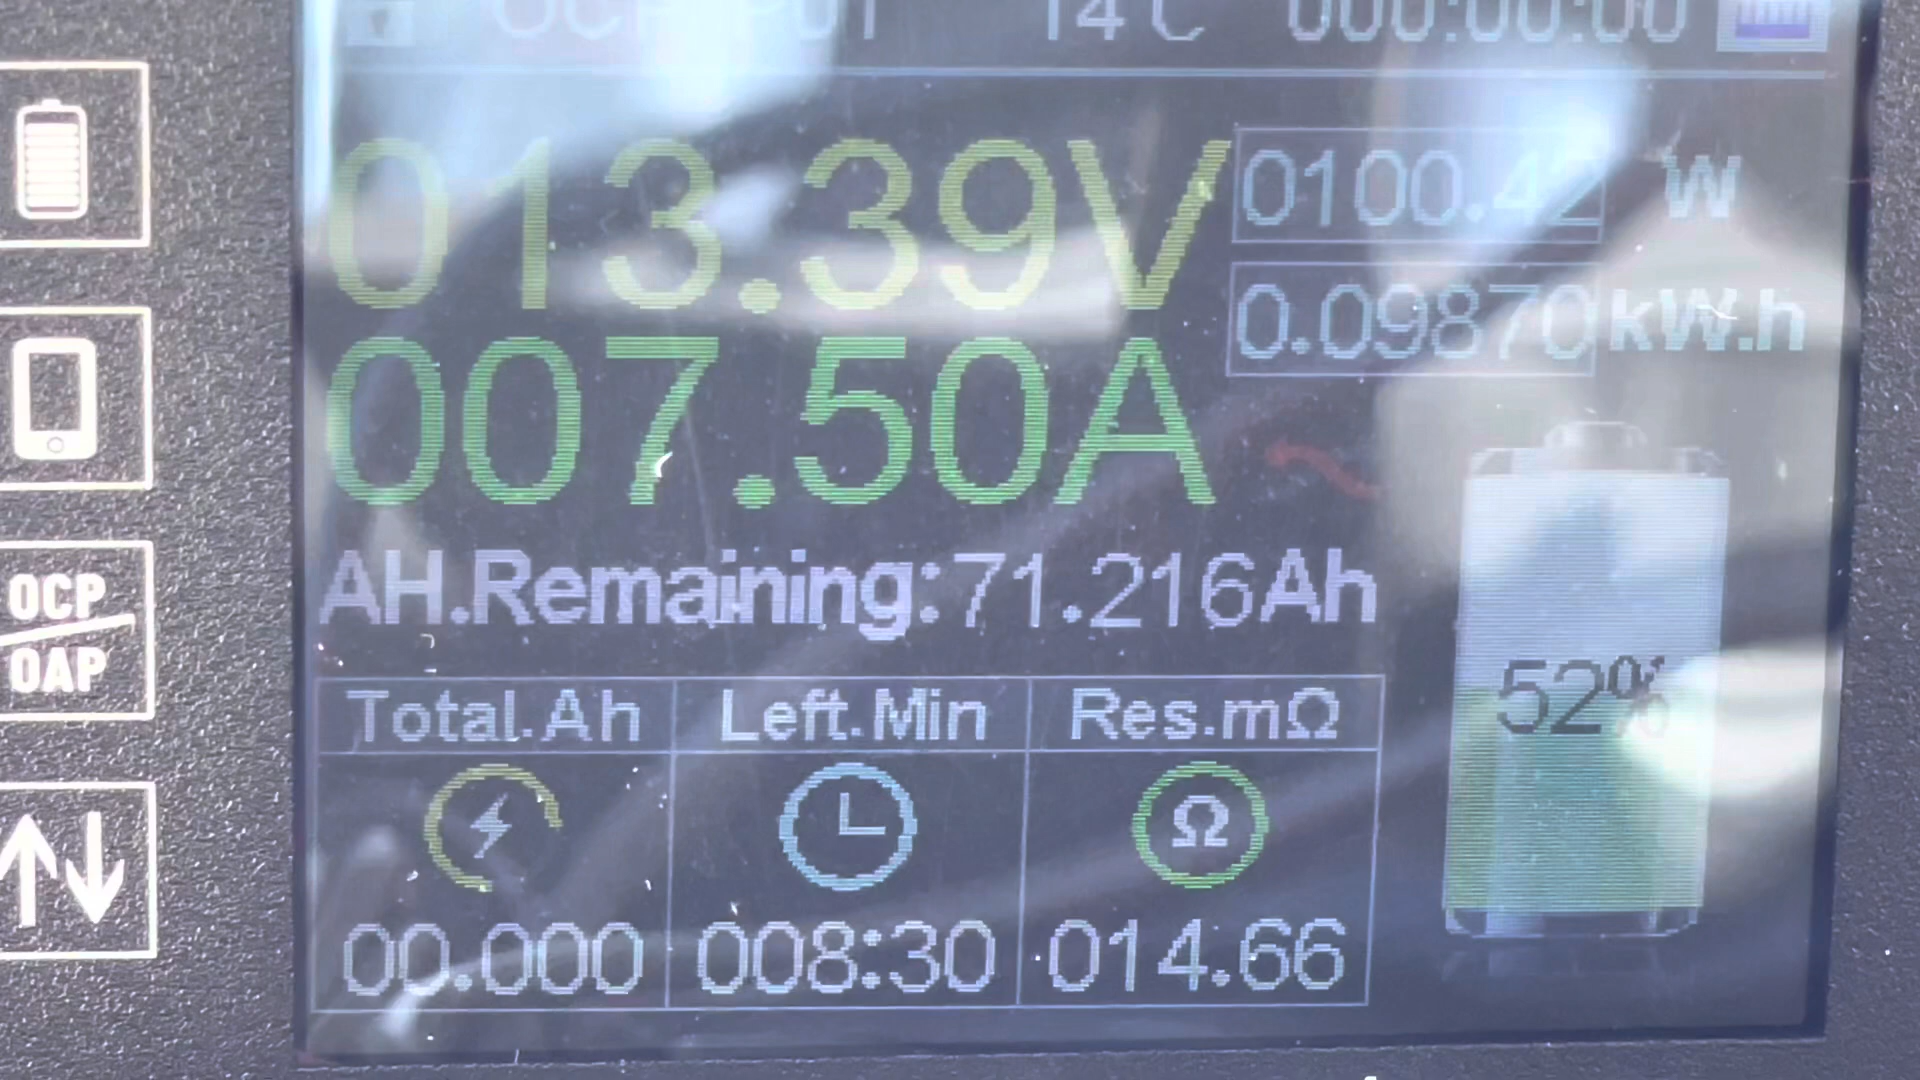 14℃ 000:00:00
013.39V
0100.42 W
0.09870 kW.h
007.50A
AH.Remaining:71.216Ah
52%
Total.Ah Left.Min Res.mΩ
Ω
00.000 008:30 014.66
OCP
OAP